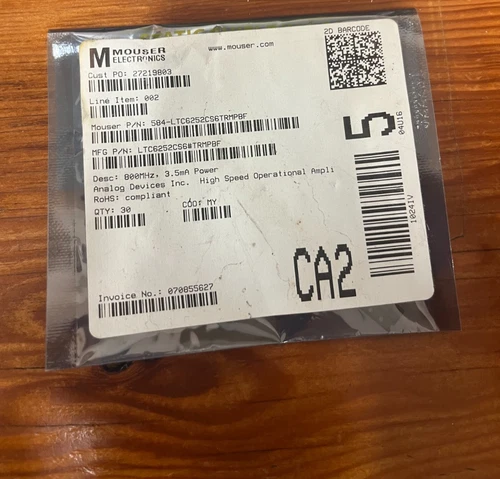 MOUSER
ELECTRONICS
www.mouser.com
2D BARCODE
Cust PO: 27219803
Line Item: 002
Mouser P/N: 584-LTC6252CS6TRMPBF
MFG P/N: LTC6252CS6#TRMPBF
Desc: 800MHz, 3.5mA Power
Analog Devices Inc. High Speed Operational Ampli
RoHS: compliant
QTY: 30
COO: MY
Invoice No.: 070855627
CA2
5
04U16
10241V